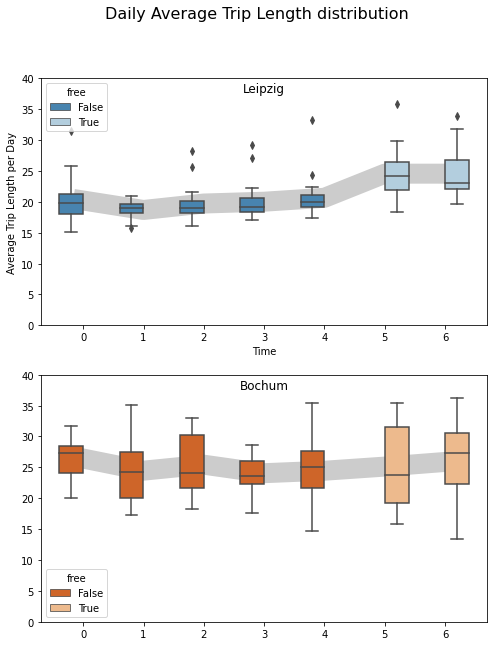 Daily Average Trip Length distribution
Leipzig
free
False
True
40
35
30
25
20
15
10
5
0
Average Trip Length per Day
0 1 2 3 4 5 6
Time
Bochum
40
35
30
25
20
15
10
5
0
free
False
True
0 1 2 3 4 5 6